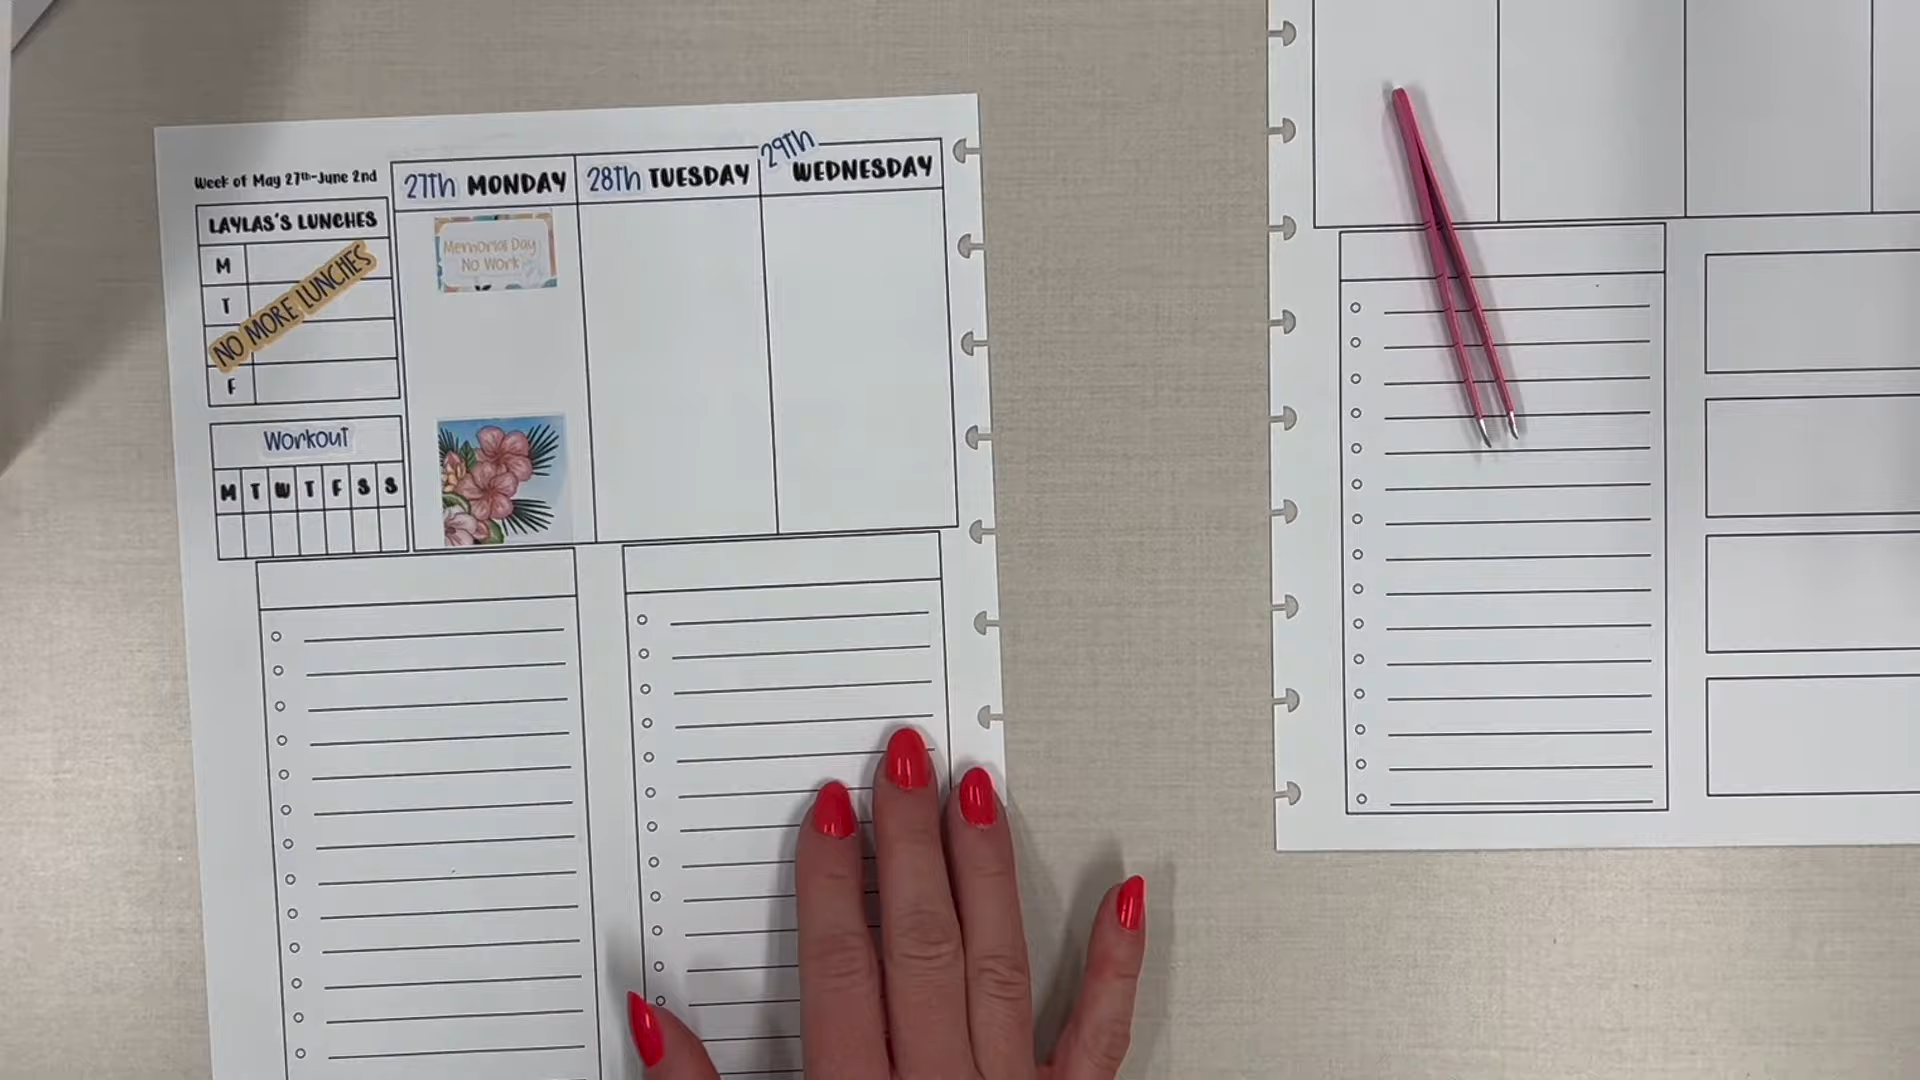 Week of May 27th-June 2nd
LAYLAS'S LUNCHES
M
T
F
NO MORE LUNCHES
Workout
M T W T F S S
27Th MONDAY
28Th TUESDAY
29Th WEDNESDAY
Memorial Day
No Work